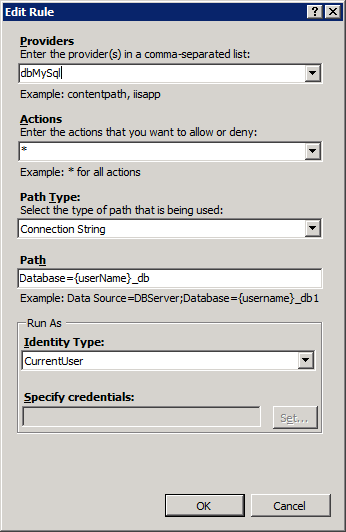 Edit Rule
Providers
Enter the provider(s) in a comma-separated list:
dbMySql
Example: contentpath, iisapp
Actions
Enter the actions that you want to allow or deny:
*
Example: * for all actions
Path Type:
Select the type of path that is being used:
Connection String
Path
Database={userName}_db
Example: Data Source=DBServer;Database={username}_db1
Run As
Identity Type:
CurrentUser
Specify credentials:
Set...
OK Cancel